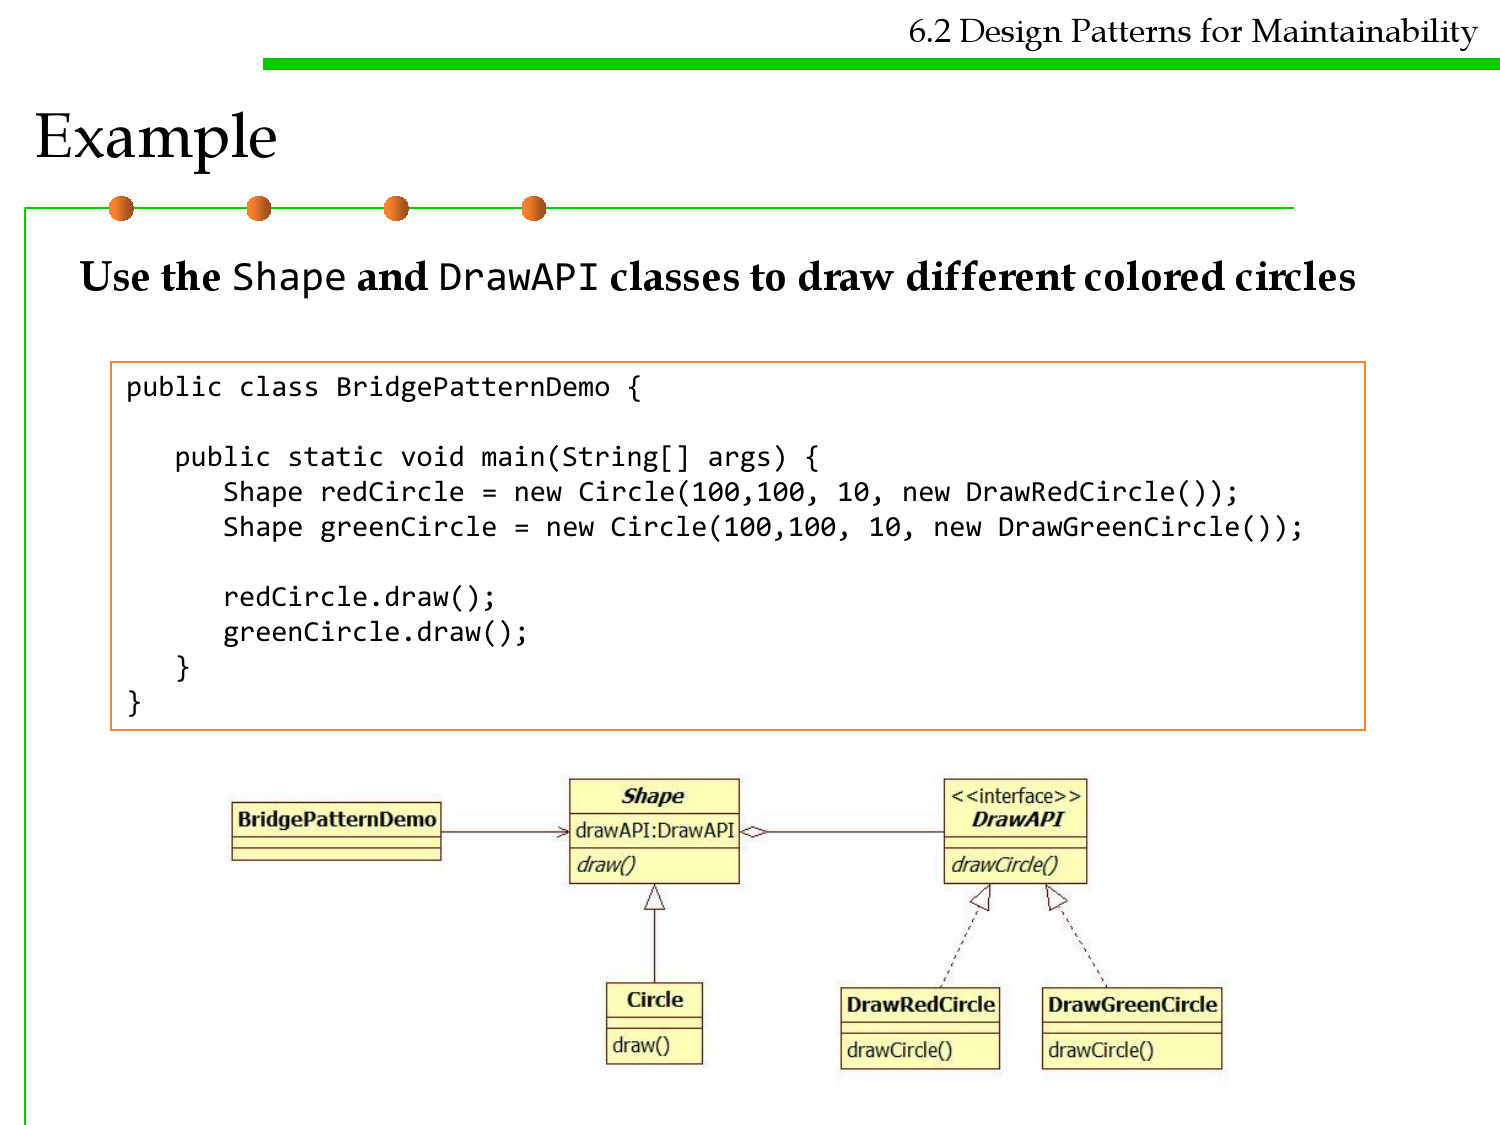 6.2 Design Patterns for Maintainability
Example
Use the Shape and DrawAPI classes to draw different colored circles
public class BridgePatternDemo {
public static void main(String[] args) {
Shape redCircle = new Circle(100,100, 10, new DrawRedCircle());
Shape greenCircle = new Circle(100,100, 10, new DrawGreenCircle());
redCircle.draw();
greenCircle.draw();
}
}
BridgePatternDemo
Shape
drawAPI:DrawAPI
draw()
<<interface>>
DrawAPI
drawCircle()
Circle
draw()
DrawRedCircle
drawCircle()
DrawGreenCircle
drawCircle()